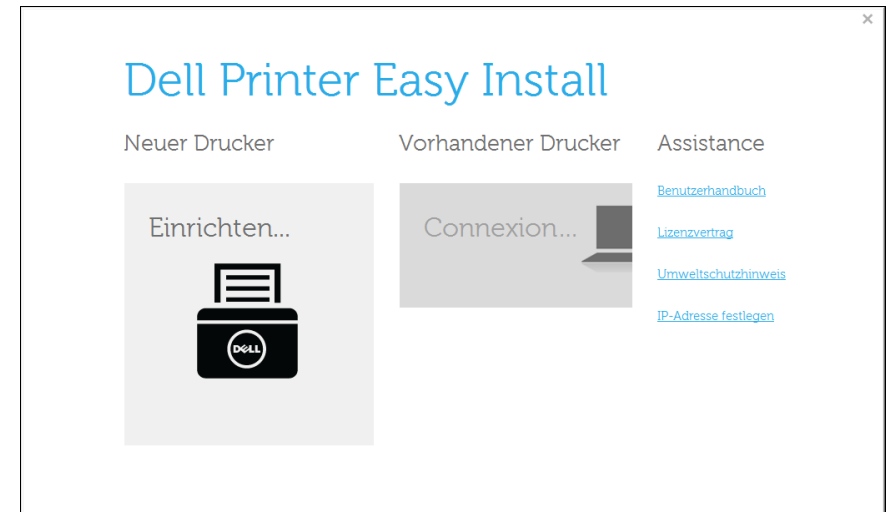 ×
Dell Printer Easy Install
Neuer Drucker
Einrichten...
DELL
Vorhandener Drucker
Connexion...
Assistance
Benutzerhandbuch
Lizenzvertrag
Umweltschutzhinweis
IP-Adresse festlegen